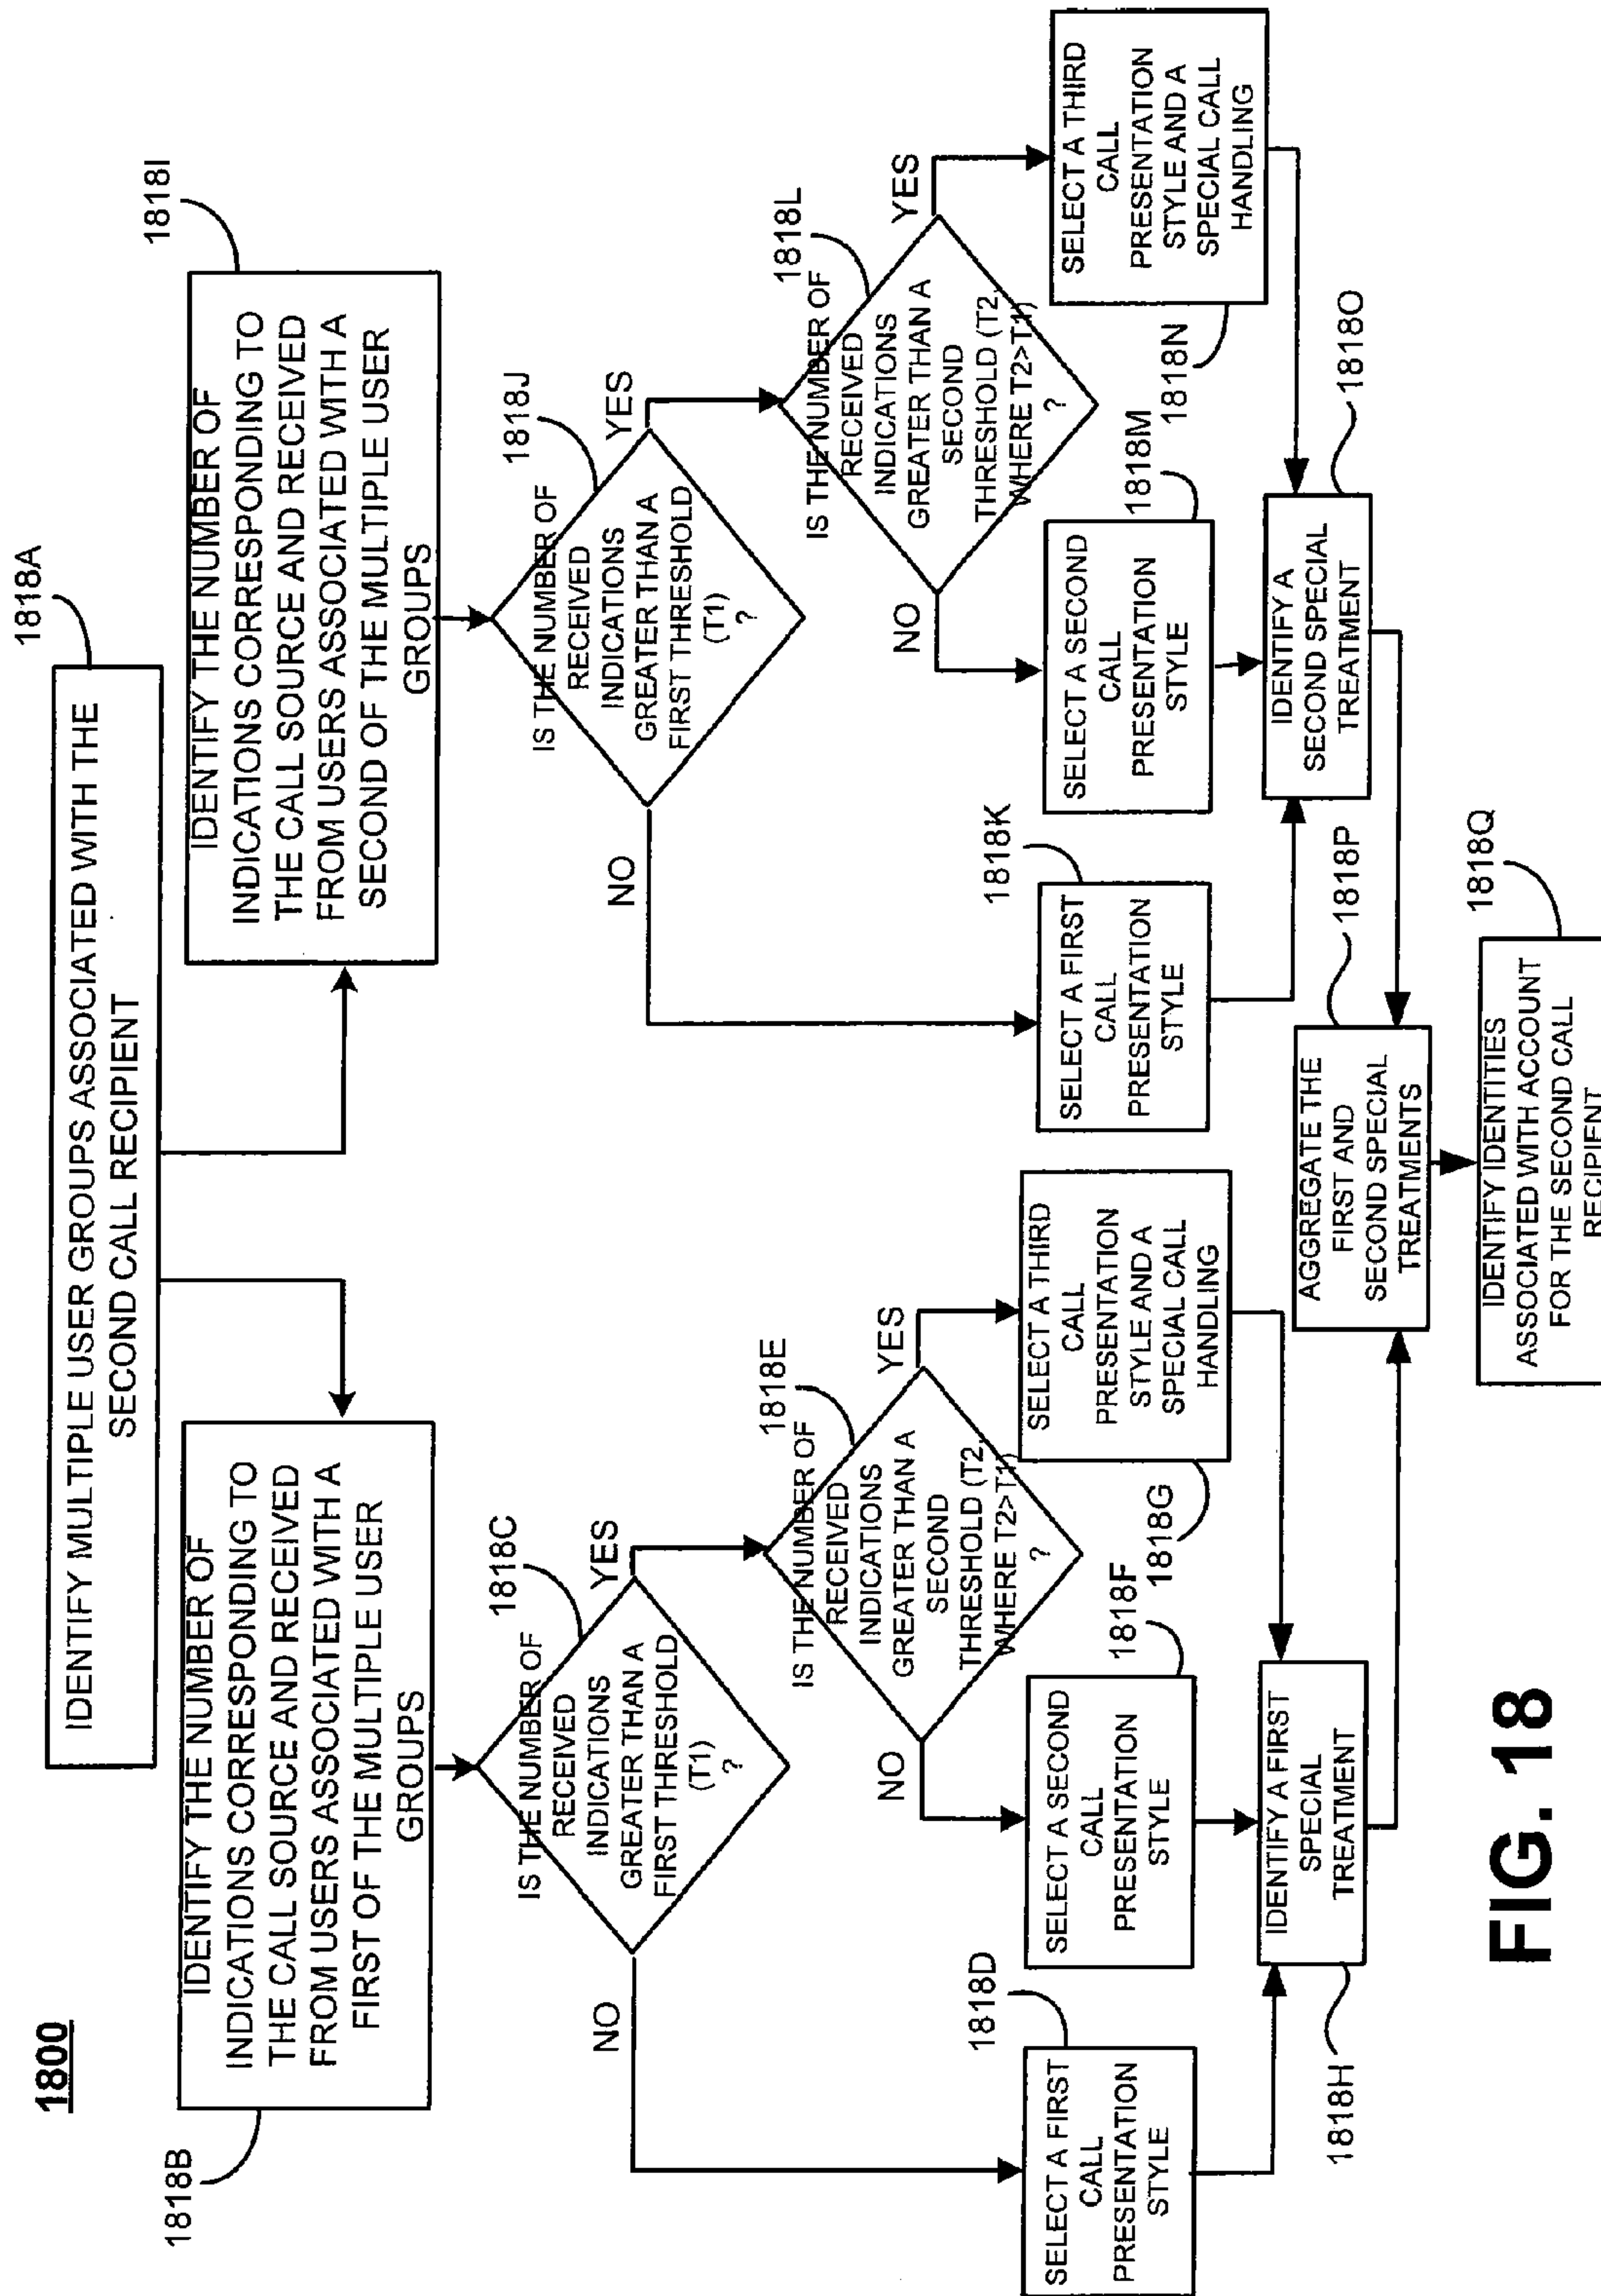 1800
1818A
IDENTIFY MULTIPLE USER GROUPS ASSOCIATED WITH THE
SECOND CALL RECIPIENT
1818B
IDENTIFY THE NUMBER OF
INDICATIONS CORRESPONDING TO
THE CALL SOURCE AND RECEIVED
FROM USERS ASSOCIATED WITH A
FIRST OF THE MULTIPLE USER
GROUPS
1818I
IDENTIFY THE NUMBER OF
INDICATIONS CORRESPONDING TO
THE CALL SOURCE AND RECEIVED
FROM USERS ASSOCIATED WITH A
SECOND OF THE MULTIPLE USER
GROUPS
1818C
IS THE NUMBER OF
RECEIVED
INDICATIONS
GREATER THAN A
FIRST THRESHOLD
(T1)
?
NO
YES
1818E
IS THE NUMBER OF
RECEIVED
INDICATIONS
GREATER THAN A
SECOND
THRESHOLD (T2,
WHERE T2>T1)
?
NO
YES
1818D
SELECT A FIRST
CALL
PRESENTATION
STYLE
1818F
SELECT A SECOND
CALL
PRESENTATION
STYLE
1818G
SELECT A THIRD
CALL
PRESENTATION
STYLE AND A
SPECIAL CALL
HANDLING
1818H
IDENTIFY A FIRST
SPECIAL
TREATMENT
1818J
IS THE NUMBER OF
RECEIVED
INDICATIONS
GREATER THAN A
FIRST THRESHOLD
(T1)
?
NO
YES
1818L
IS THE NUMBER OF
RECEIVED
INDICATIONS
GREATER THAN A
SECOND
THRESHOLD (T2,
WHERE T2>T1)
?
NO
YES
1818K
SELECT A FIRST
CALL
PRESENTATION
STYLE
1818M
SELECT A SECOND
CALL
PRESENTATION
STYLE
1818N
SELECT A THIRD
CALL
PRESENTATION
STYLE AND A
SPECIAL CALL
HANDLING
1818O
IDENTIFY A
SECOND SPECIAL
TREATMENT
1818P
AGGREGATE THE
FIRST AND
SECOND SPECIAL
TREATMENTS
1818Q
IDENTIFY IDENTITIES
ASSOCIATED WITH ACCOUNT
FOR THE SECOND CALL
RECIPIENT
FIG. 18